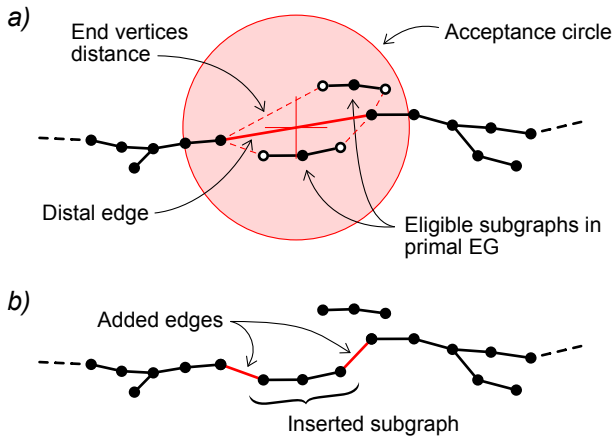 a)
End vertices
distance
Acceptance circle
Distal edge
Eligible subgraphs in
primal EG
b)
Added edges
Inserted subgraph